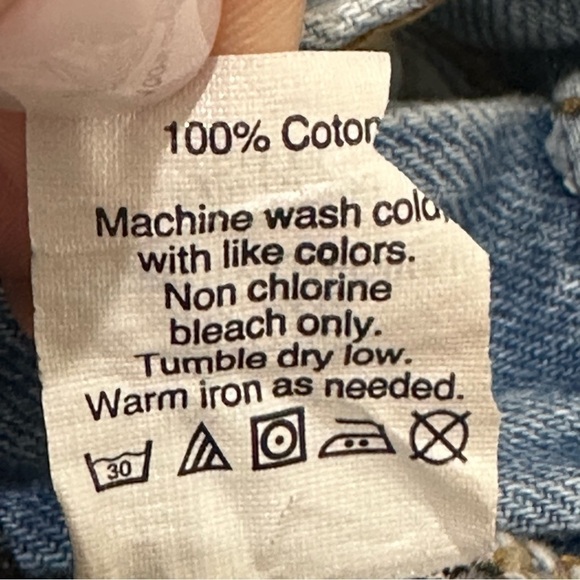 100% Coton
Machine wash cold,
with like colors.
Non chlorine
bleach only.
Tumble dry low.
Warm iron as needed.
30